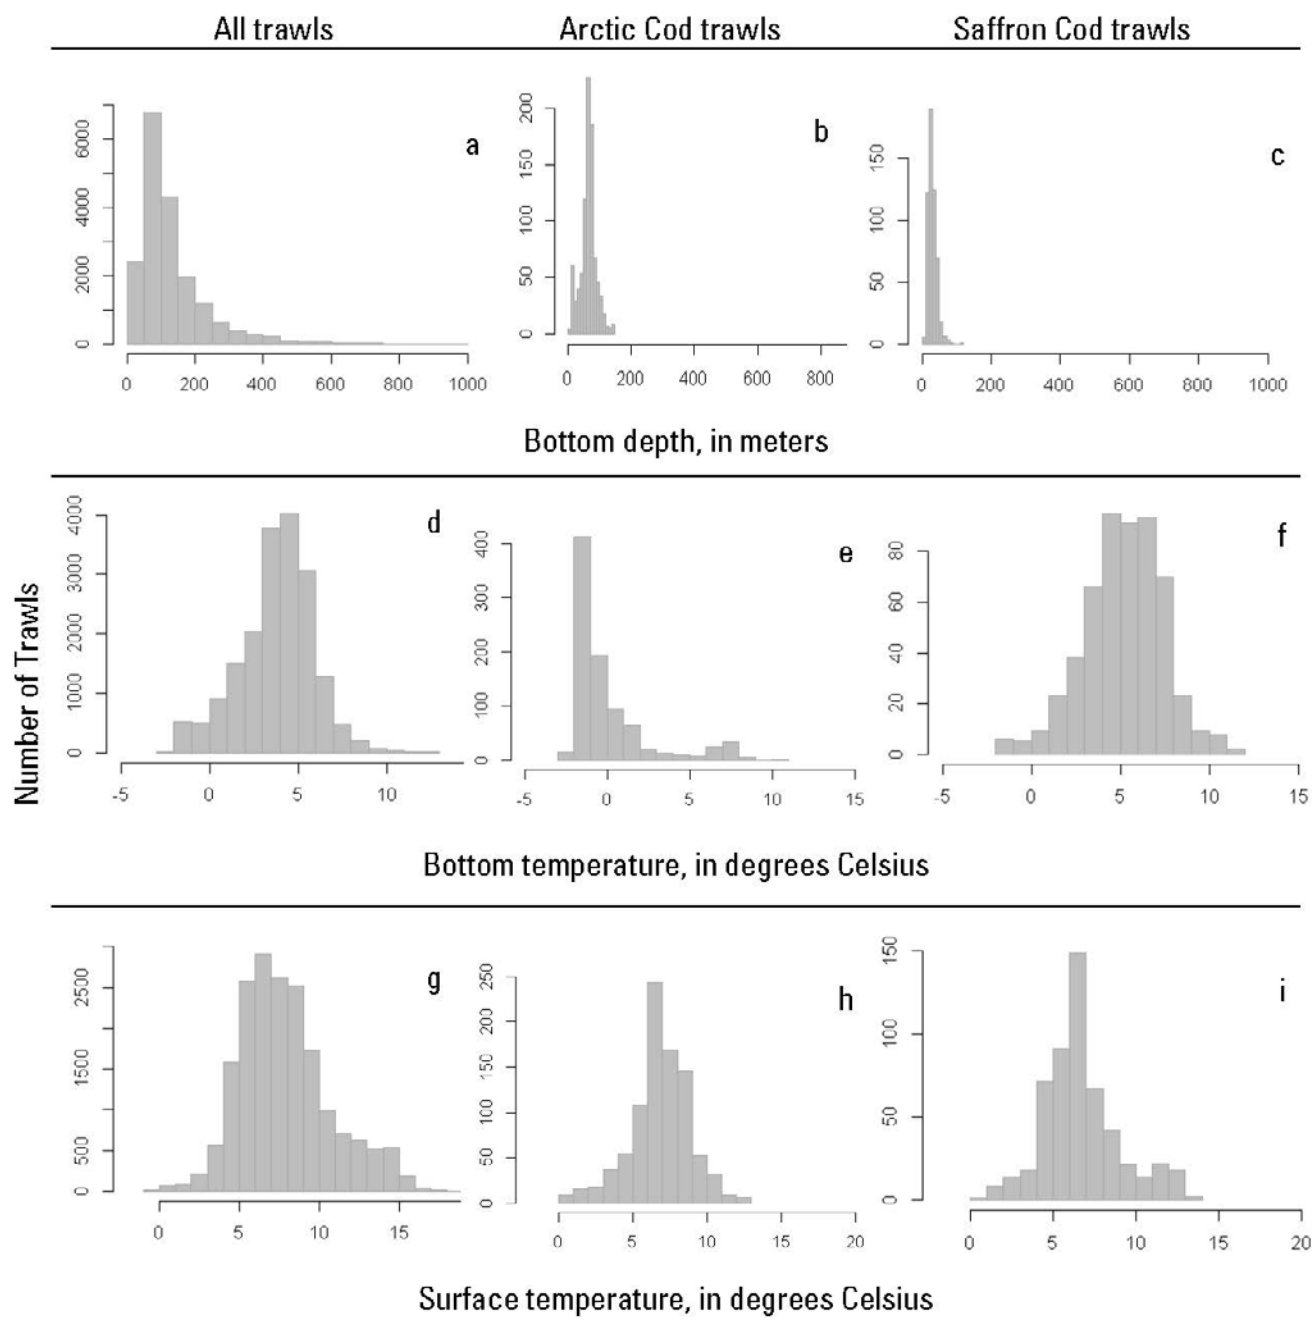 All trawls Arctic Cod trawls Saffron Cod trawls
a
0 2000 4000 6000
0 200 400 600 800 1000
b
0 50 100 150 200
0 200 400 600 800
c
0 50 100 150
0 200 400 600 800 1000
Bottom depth, in meters
Number of Trawls
d
0 1000 2000 3000 4000
-5 0 5 10
e
0 100 200 300 400
-5 0 5 10 15
f
0 20 40 60 80
-5 0 5 10 15
Bottom temperature, in degrees Celsius
g
0 500 1500 2500
0 5 10 15
h
0 50 100 150 200 250
0 5 10 15 20
i
0 50 100 150
0 5 10 15 20
Surface temperature, in degrees Celsius